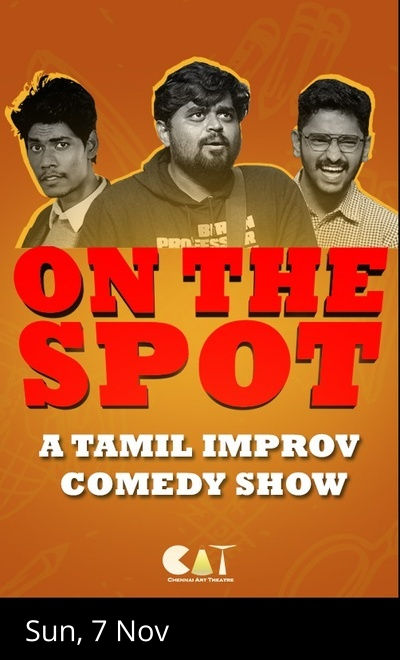 ON THE
SPOT
A TAMIL IMPROV
COMEDY SHOW
CAT
CHENNAI ART THEATRE
Sun, 7 Nov